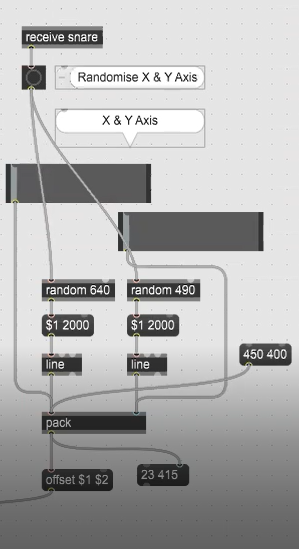 receive snare
Randomise X & Y Axis
X & Y Axis
random 640
random 490
$1 2000
$1 2000
line
line
450 400
pack
offset $1 $2
23 415